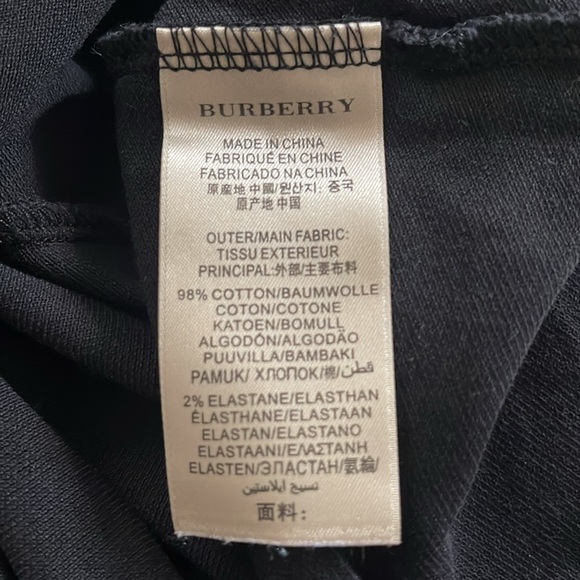 BURBERRY
MADE IN CHINA
FABRIQUÉ EN CHINE
FABRICADO NA CHINA
原産地 中國/원산지: 중국
原产地 中国
OUTER/MAIN FABRIC:
TISSU EXTERIEUR
PRINCIPAL:外部/主要布料
98% COTTON/BAUMWOLLE
COTON/COTONE
KATOEN/BOMULL
ALGODÓN/ALGODÃO
PUUVILLA/BAMBAKI
PAMUK/ ХЛОПОК/棉/ قطن
2% ELASTANE/ELASTHAN
ÉLASTHANE/ELASTAAN
ELASTAN/ELASTANO
ELASTAANI/ΕΛΑΣΤΑΝΗ
ELASTEN/ЭЛАСТАН/氨綸/
نسيج ايلاستين
面料: